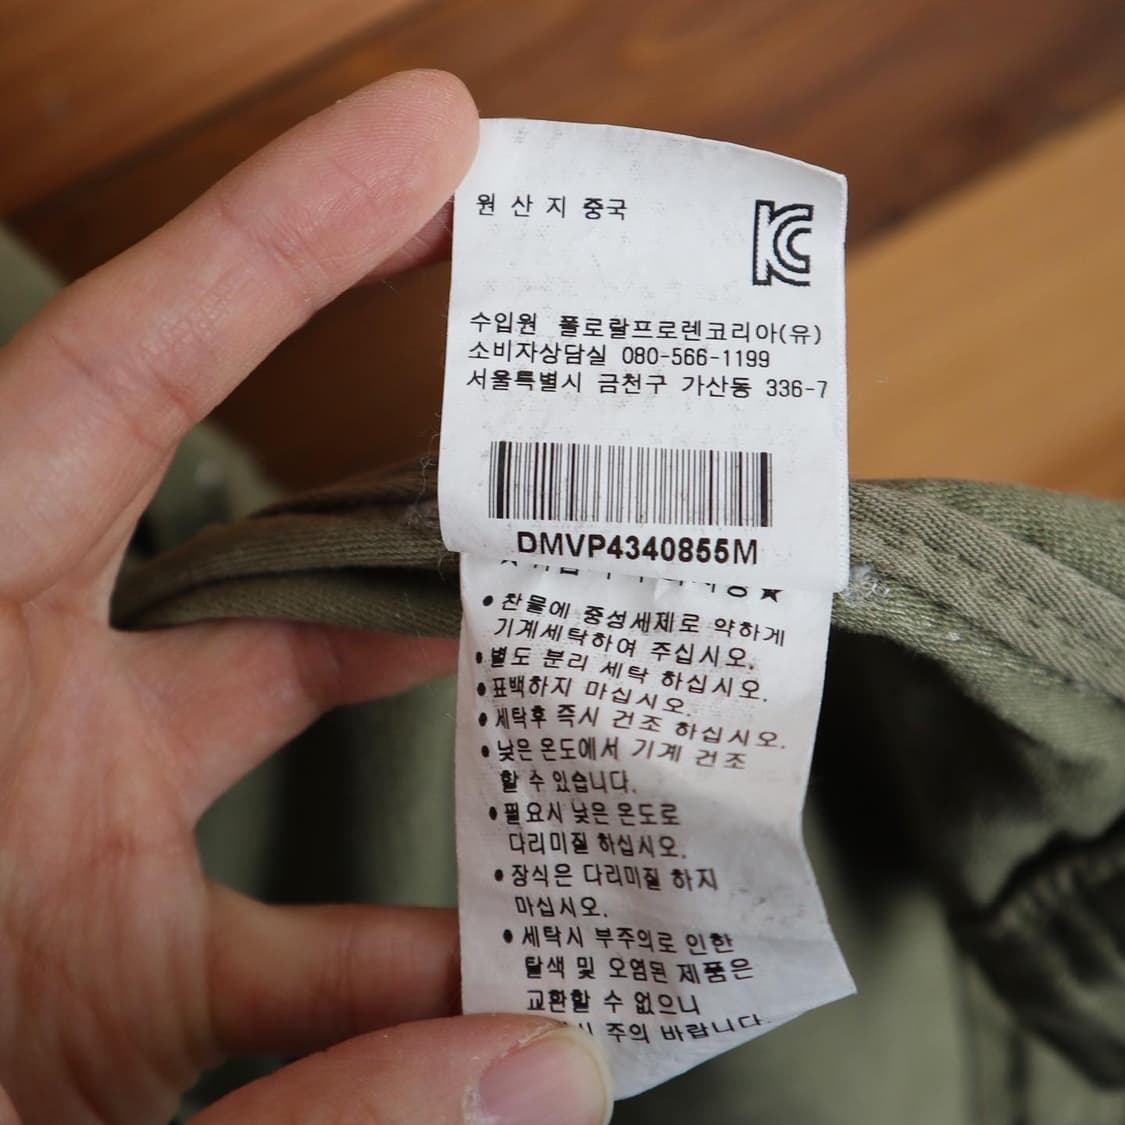 원 산 지 중국
KC
수입원 폴로랄프로렌코리아(유)
소비자상담실 080-566-1199
서울특별시 금천구 가산동 336-7
DMVP4340855M
● 찬물에 중성세제로 약하게
기계세탁하여 주십시오.
● 별도 분리 세탁 하십시오.
● 표백하지 마십시오.
● 세탁후 즉시 건조 하십시오.
● 낮은 온도에서 기계 건조
할 수 있습니다.
● 필요시 낮은 온도로
다리미질 하십시오.
● 장식은 다리미질 하지
마십시오.
● 세탁시 부주의로 인한
탈색 및 오염된 제품은
교환할 수 없으니
주의 바랍니다.